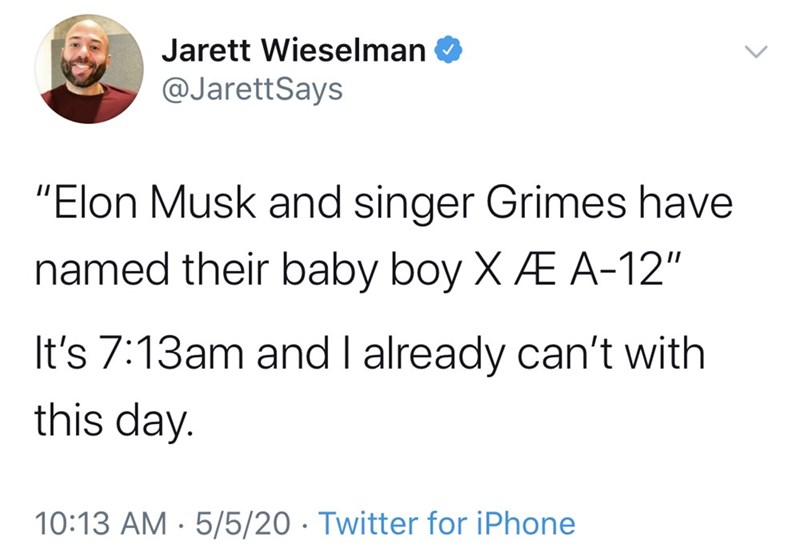 Jarett Wieselman
@JarettSays
"Elon Musk and singer Grimes have
named their baby boy X Æ A-12"
It's 7:13am and I already can't with
this day.
10:13 AM · 5/5/20 · Twitter for iPhone